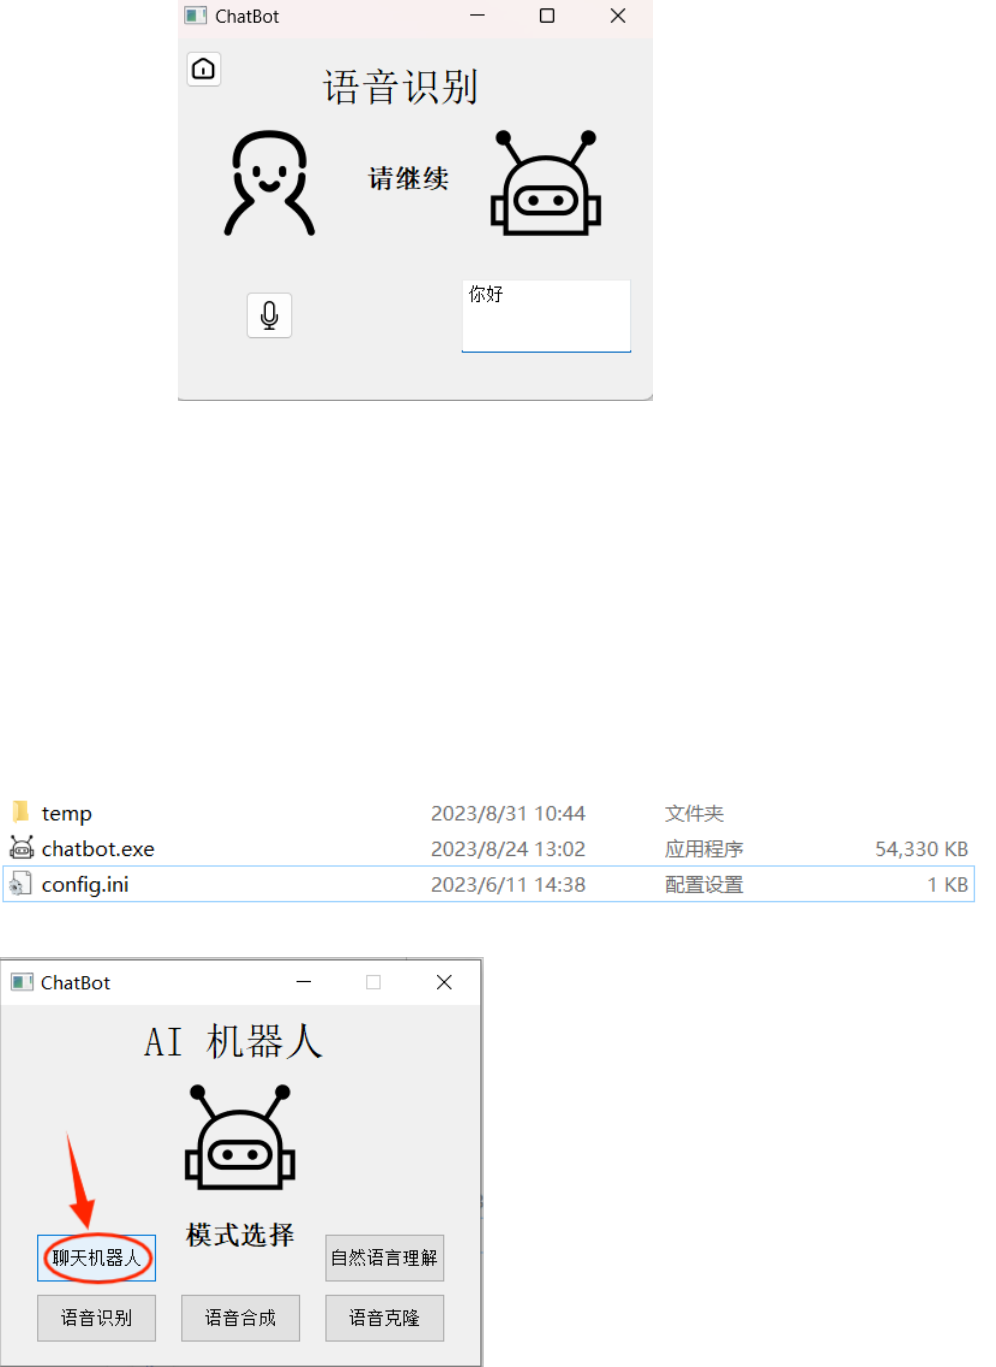 ChatBot
语音识别
请继续
你好
temp 2023/8/31 10:44 文件夹
chatbot.exe 2023/8/24 13:02 应用程序 54,330 KB
config.ini 2023/6/11 14:38 配置设置 1 KB
ChatBot
AI 机器人
模式选择
聊天机器人 自然语言理解
语音识别 语音合成 语音克隆